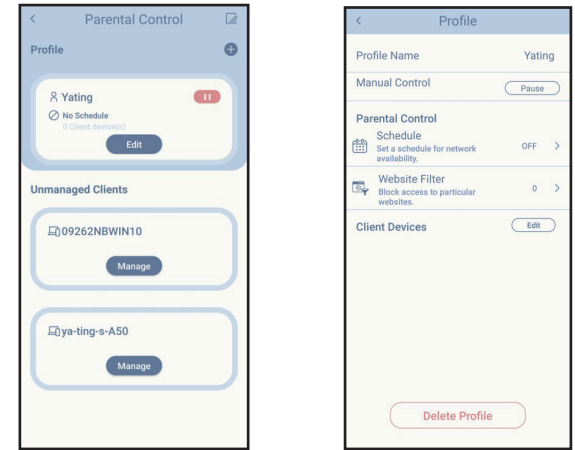 Parental Control
Profile
Yating
No Schedule
0 Client device(s)
Edit
Unmanaged Clients
09262NBWIN10
Manage
ya-ting-s-A50
Manage
Profile
Profile Name Yating
Manual Control Pause
Parental Control
Schedule
Set a schedule for network
availability.
OFF
Website Filter
Block access to particular
websites.
0
Client Devices Edit
Delete Profile